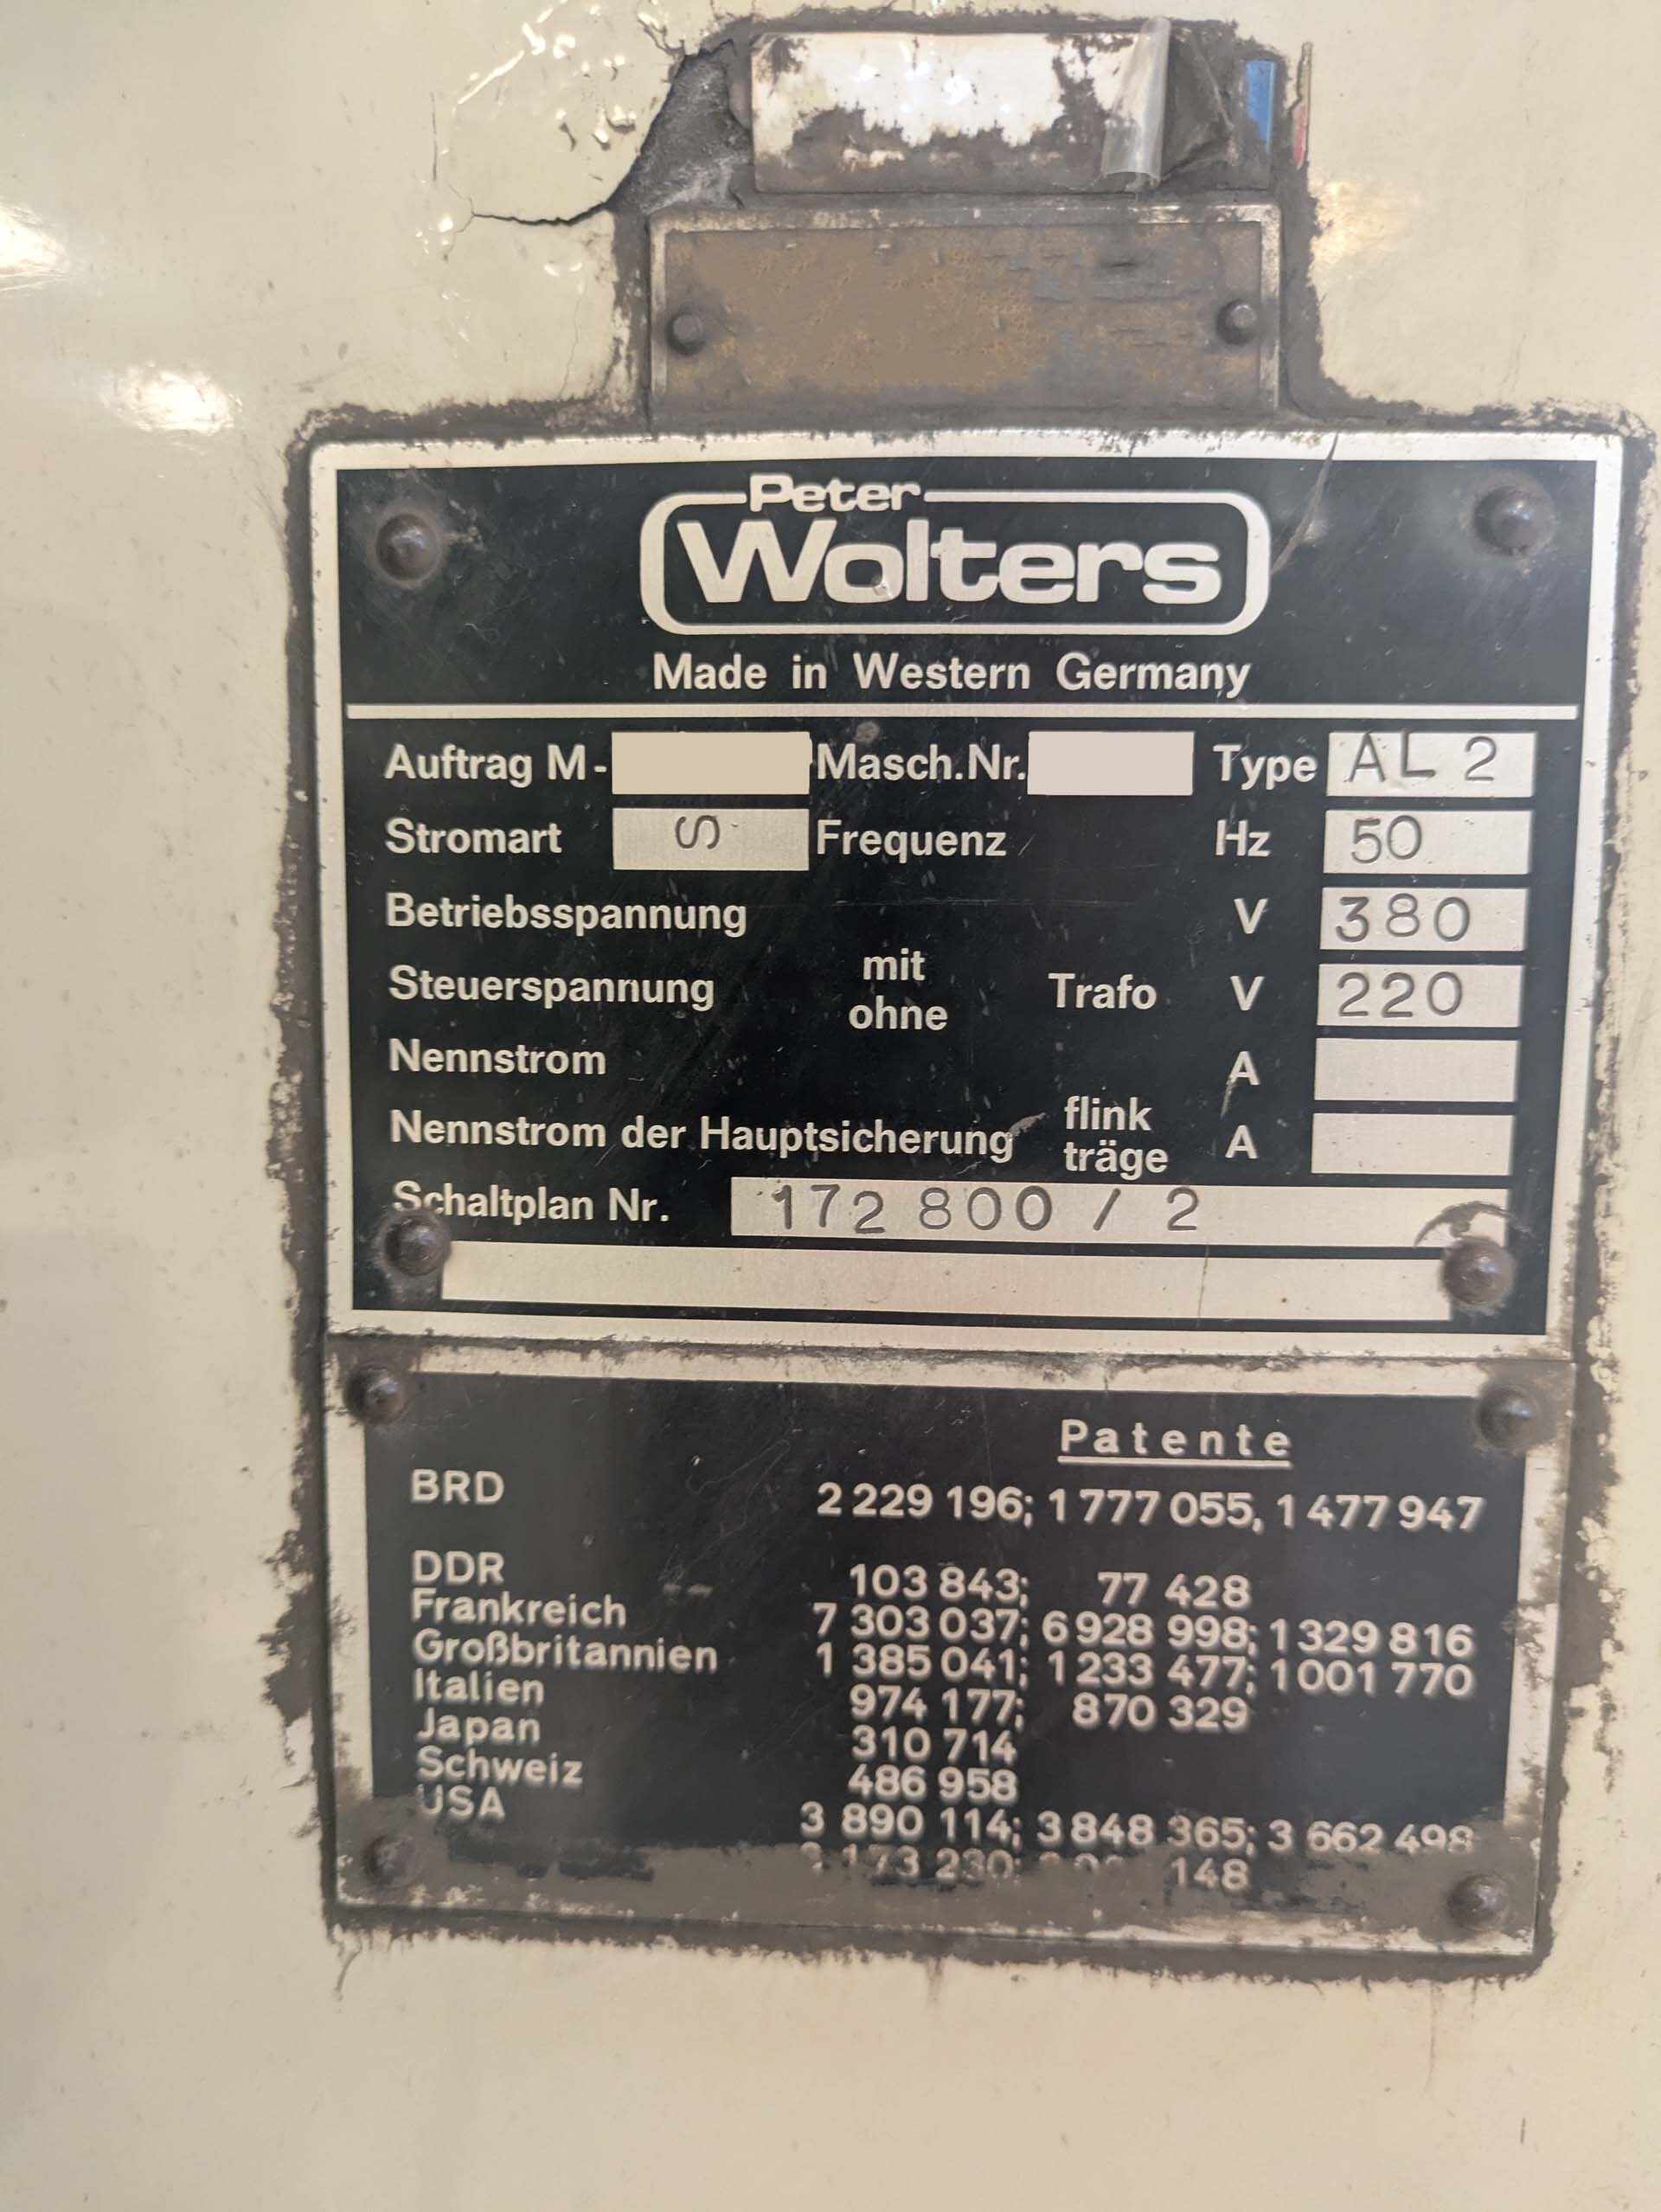 Peter
Wolters
Made in Western Germany
Auftrag M- Masch.Nr. Type AL 2
Stromart S Frequenz Hz 50
Betriebsspannung V 380
Steuerspannung mit ohne Trafo V 220
Nennstrom A
Nennstrom der Hauptsicherung flink träge A
Schaltplan Nr. 172 800 / 2
Patente
BRD 2 229 196; 1 777 055, 1 477 947
DDR 103 843; 77 428
Frankreich 7 303 037; 6 928 998; 1 329 816
Großbritannien 1 385 041; 1 233 477; 1 001 770
Italien 974 177; 870 329
Japan 310 714
Schweiz 486 958
USA 3 890 114; 3 848 365; 3 662 498
173 230; 148